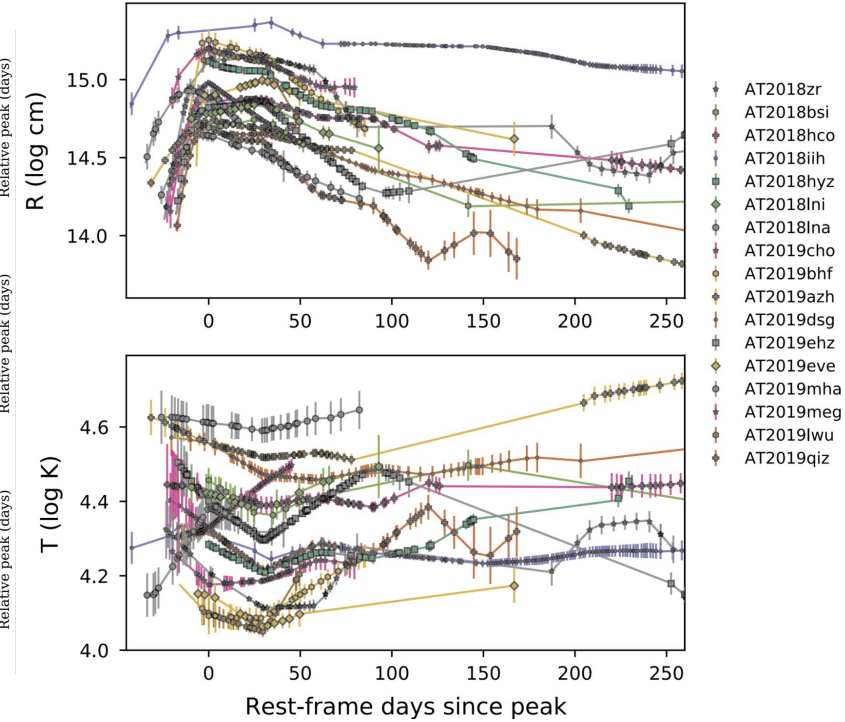 Relative peak (days)
Relative peak (days)
Relative peak (days)
R (log cm)
15.0
14.5
14.0
0 50 100 150 200 250
T (log K)
4.6
4.4
4.2
4.0
0 50 100 150 200 250
Rest-frame days since peak
AT2018zr
AT2018bsi
AT2018hco
AT2018iih
AT2018hyz
AT2018lni
AT2018lna
AT2019cho
AT2019bhf
AT2019azh
AT2019dsg
AT2019ehz
AT2019eve
AT2019mha
AT2019meg
AT2019lwu
AT2019qiz